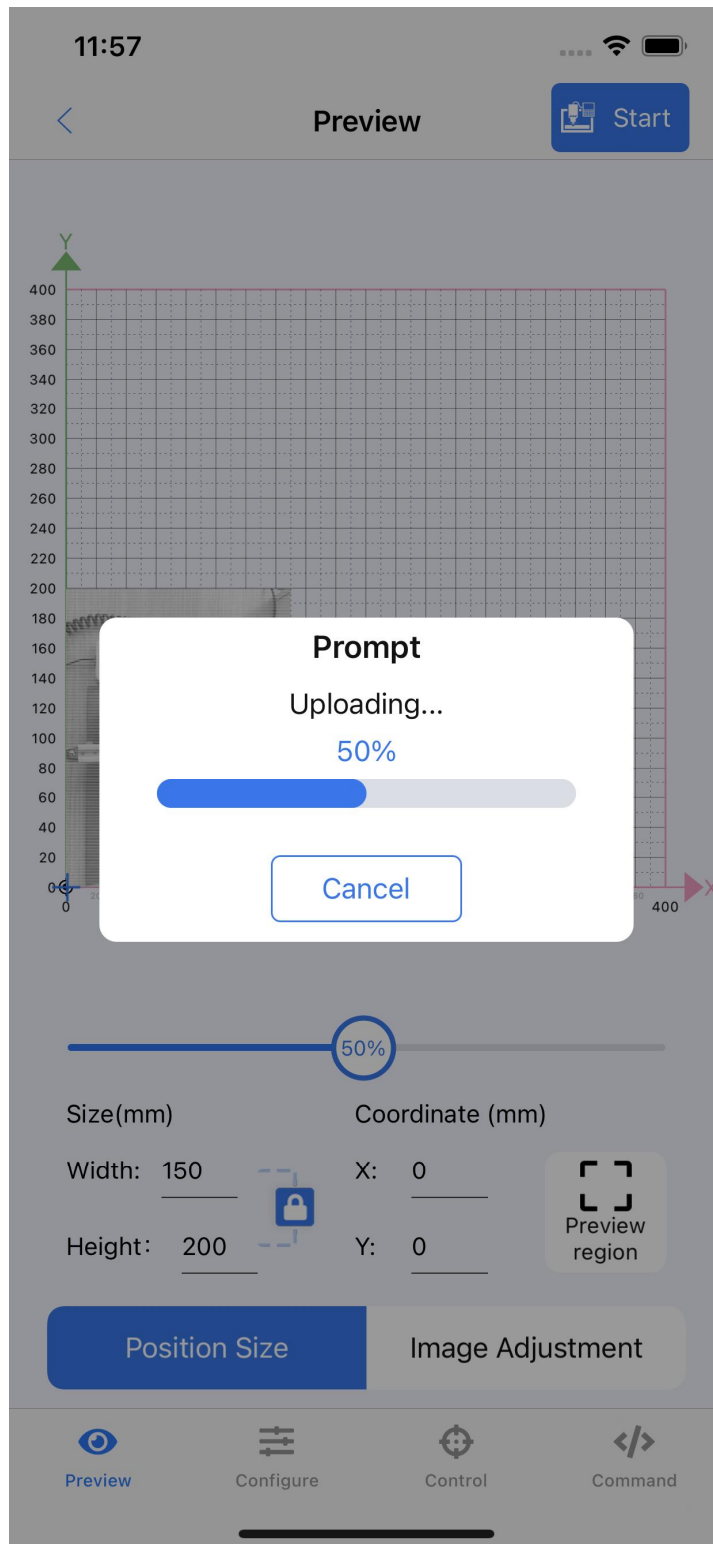 11:57
Preview
Start
Y
400
380
360
340
320
300
280
260
240
220
200
180
160
140
120
100
80
60
40
20
0
0
400
X
Prompt
Uploading...
50%
Cancel
50%
Size(mm)
Coordinate (mm)
Width: 150
X: 0
Height: 200
Y: 0
Preview
region
Position Size
Image Adjustment
Preview
Configure
Control
Command